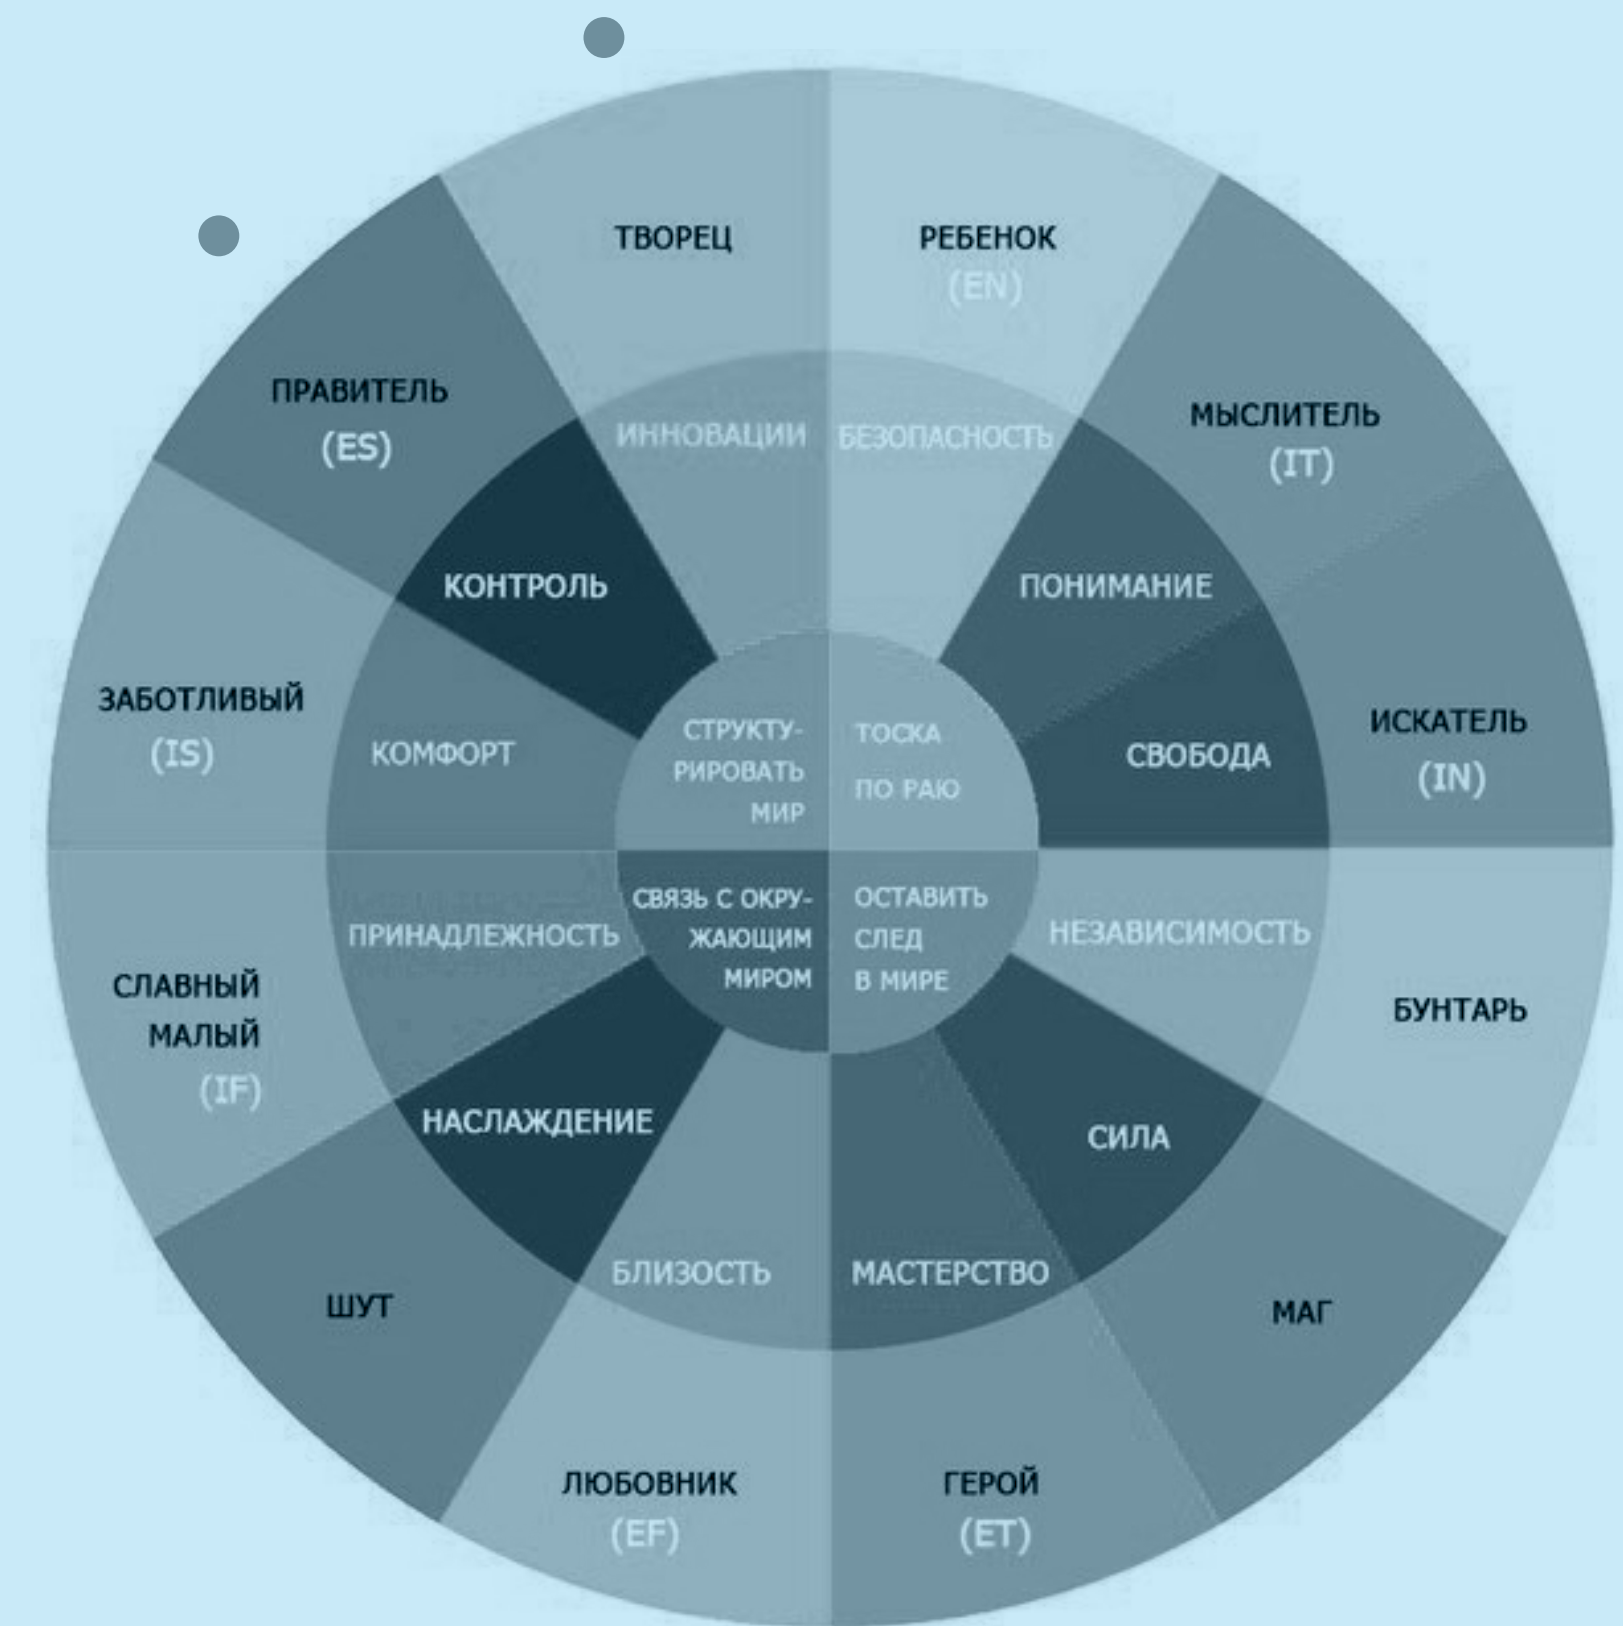 ТВОРЕЦ
РЕБЕНОК
(EN)
ПРАВИТЕЛЬ
(ES)
МЫСЛИТЕЛЬ
(IT)
ИННОВАЦИИ
БЕЗОПАСНОСТЬ
КОНТРОЛЬ
ПОНИМАНИЕ
ЗАБОТЛИВЫЙ
(IS)
КОМФОРТ
СТРУКТУ-
РИРОВАТЬ
МИР
ТОСКА
ПО РАЮ
СВОБОДА
ИСКАТЕЛЬ
(IN)
СЛАВНЫЙ
МАЛЫЙ
(IF)
ПРИНАДЛЕЖНОСТЬ
СВЯЗЬ С ОКРУ-
ЖАЮЩИМ
МИРОМ
ОСТАВИТЬ
СЛЕД
В МИРЕ
НЕЗАВИСИМОСТЬ
БУНТАРЬ
НАСЛАЖДЕНИЕ
СИЛА
БЛИЗОСТЬ
МАСТЕРСТВО
ШУТ
МАГ
ЛЮБОВНИК
(EF)
ГЕРОЙ
(ET)